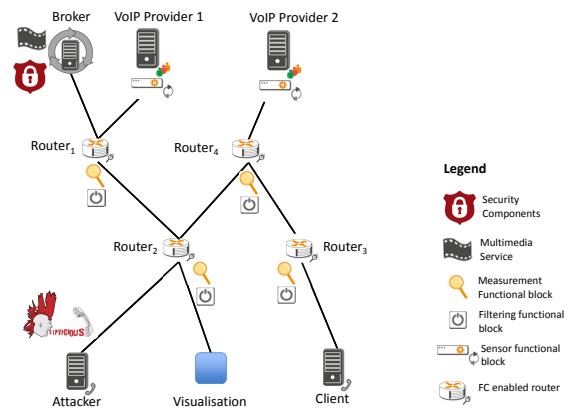 Broker
VoIP Provider 1
VoIP Provider 2
Router1
Router4
Router2
Router3
Attacker
Visualisation
Client
Legend
Security
Components
Multimedia
Service
Measurement
Functional block
Filtering functional
block
Sensor functional
block
FC enabled router